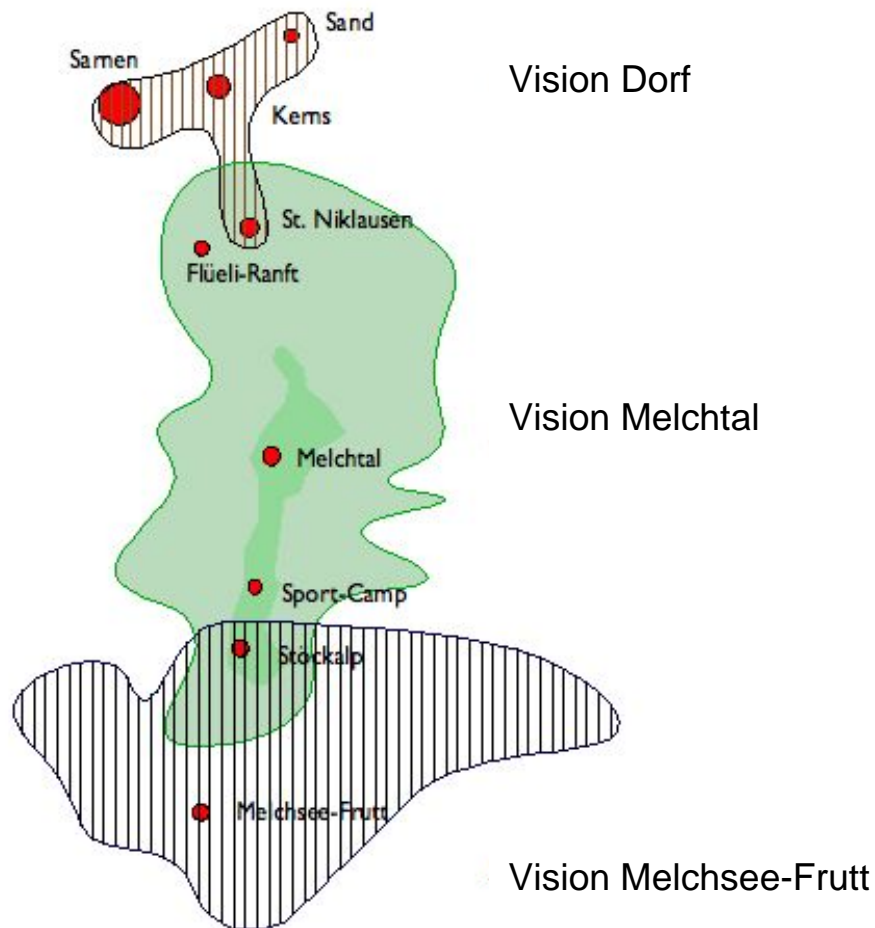 Sand
Sarnen
Vision Dorf
Kerns
St. Niklausen
Flüeli-Ranft
Vision Melchtal
Melchtal
Sport-Camp
Stöckalp
Melchsee-Frutt
Vision Melchsee-Frutt